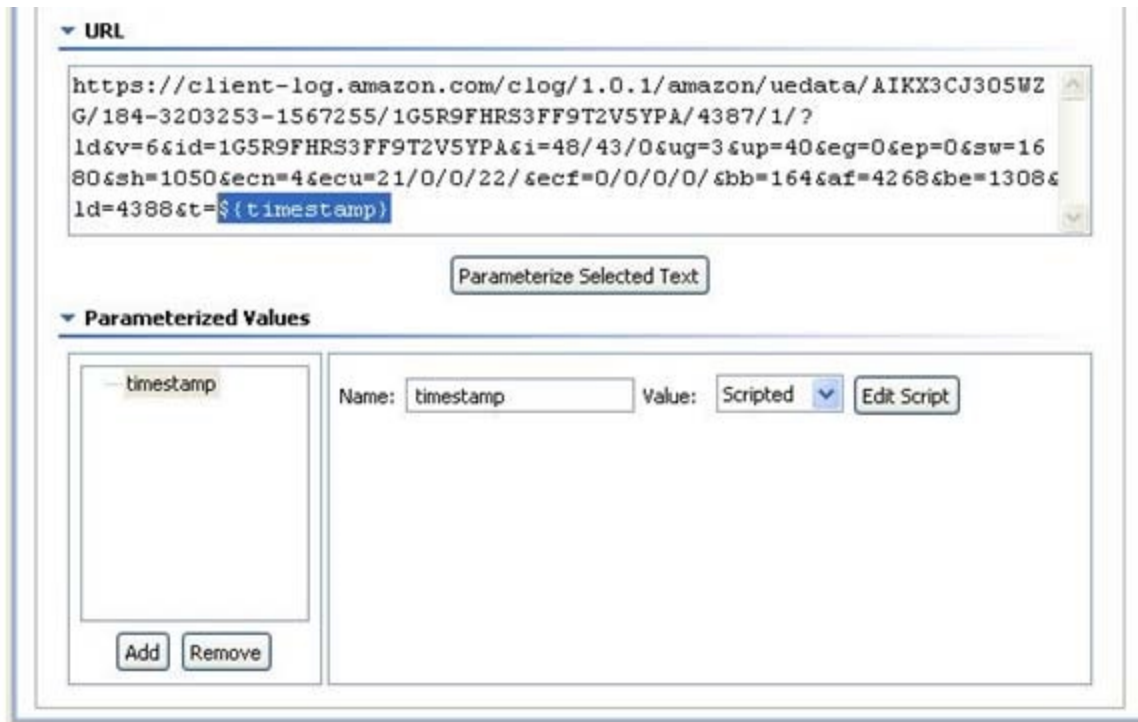 URL
https://client-log.amazon.com/clog/1.0.1/amazon/uedata/AIKX3CJ3O5WZ
G/184-3203253-1567255/1G5R9FHRS3FF9T2V5YPA/4387/1/?
ld&v=6&id=1G5R9FHRS3FF9T2V5YPA&i=48/43/0&ug=3&up=40&eg=0&ep=0&sw=16
80&sh=1050&ecn=4&ecu=21/0/0/22/&ecf=0/0/0/0/&bb=164&af=4268&be=1308&
ld=4388&t=${timestamp}
Parameterize Selected Text
Parameterized Values
timestamp
Name: timestamp Value: Scripted Edit Script
Add Remove